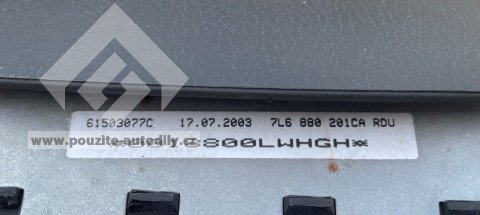 61503077C 17.07.2003 7L6 880 201CA RDU
www.pouzite-autodily.cz
800LWHGH*